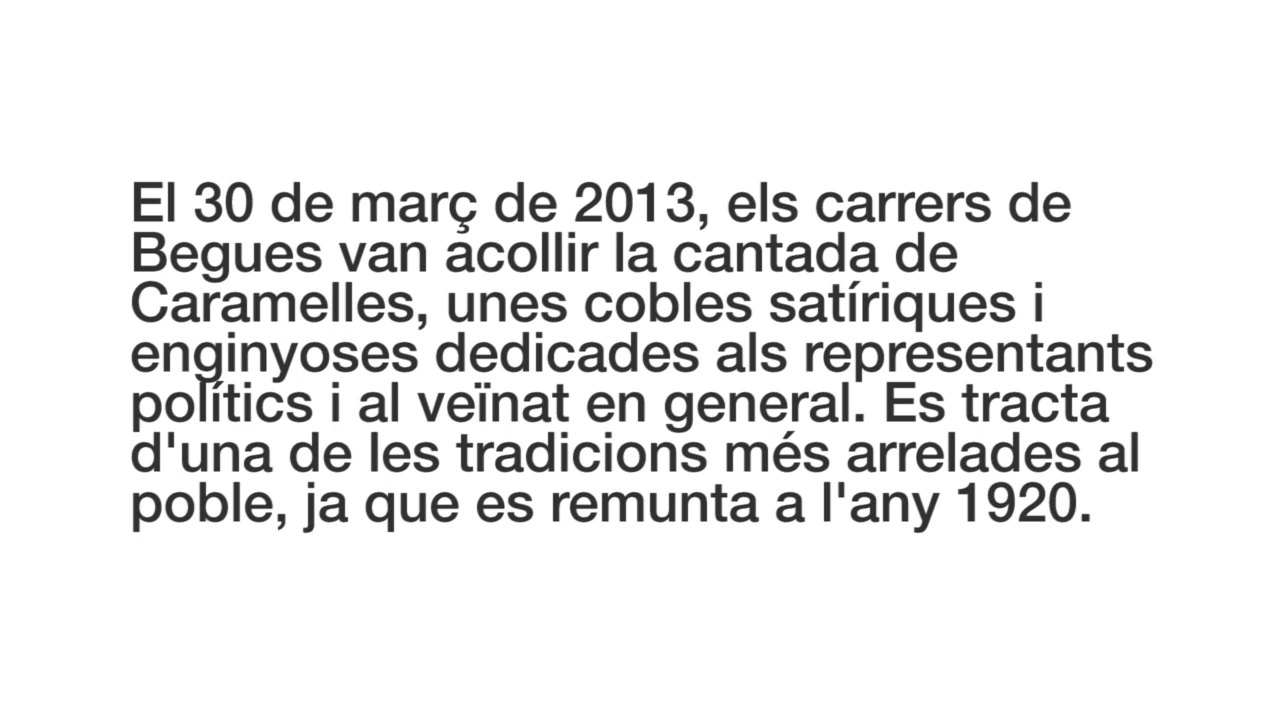 El 30 de març de 2013, els carrers de
Begues van acollir la cantada de
Caramelles, unes cobles satíriques i
enginyoses dedicades als representants
polítics i al veïnat en general. Es tracta
d'una de les tradicions més arrelades al
poble, ja que es remunta a l'any 1920.